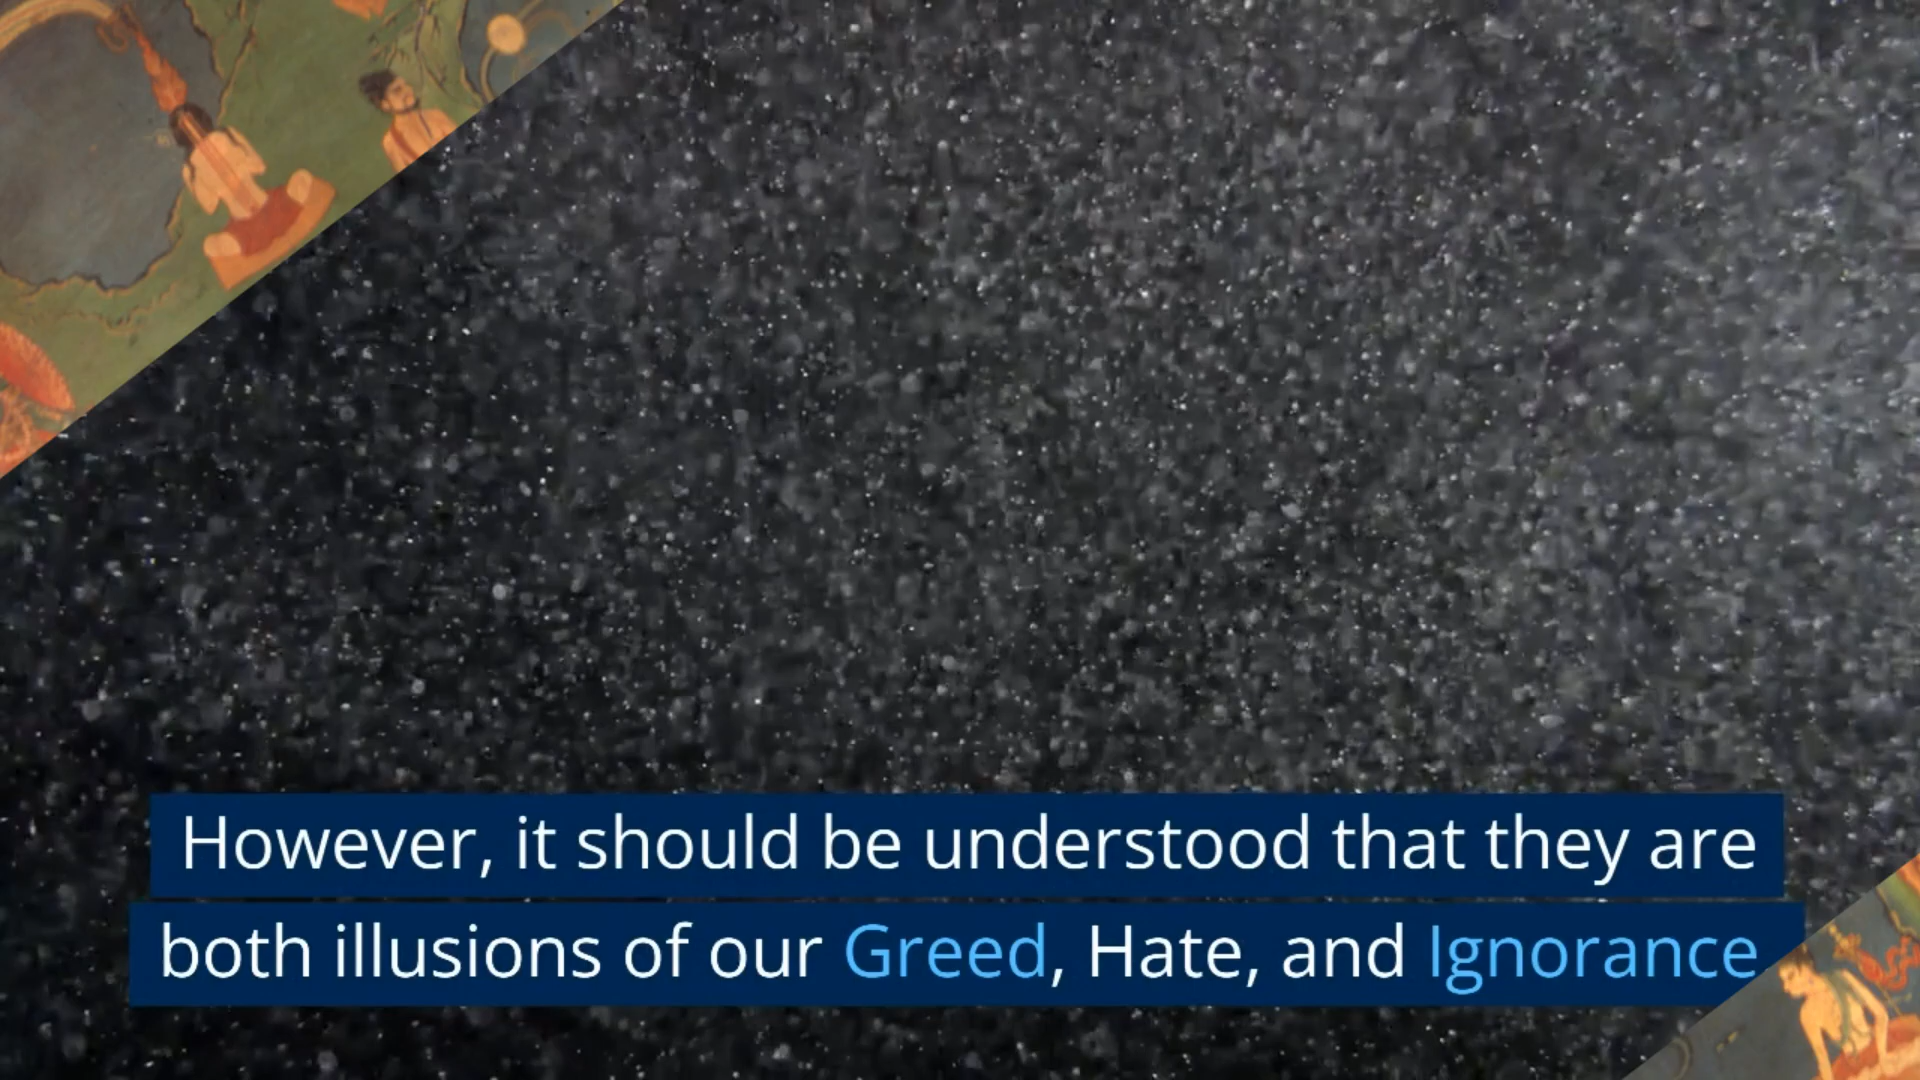 However, it should be understood that they are
both illusions of our Greed, Hate, and Ignorance